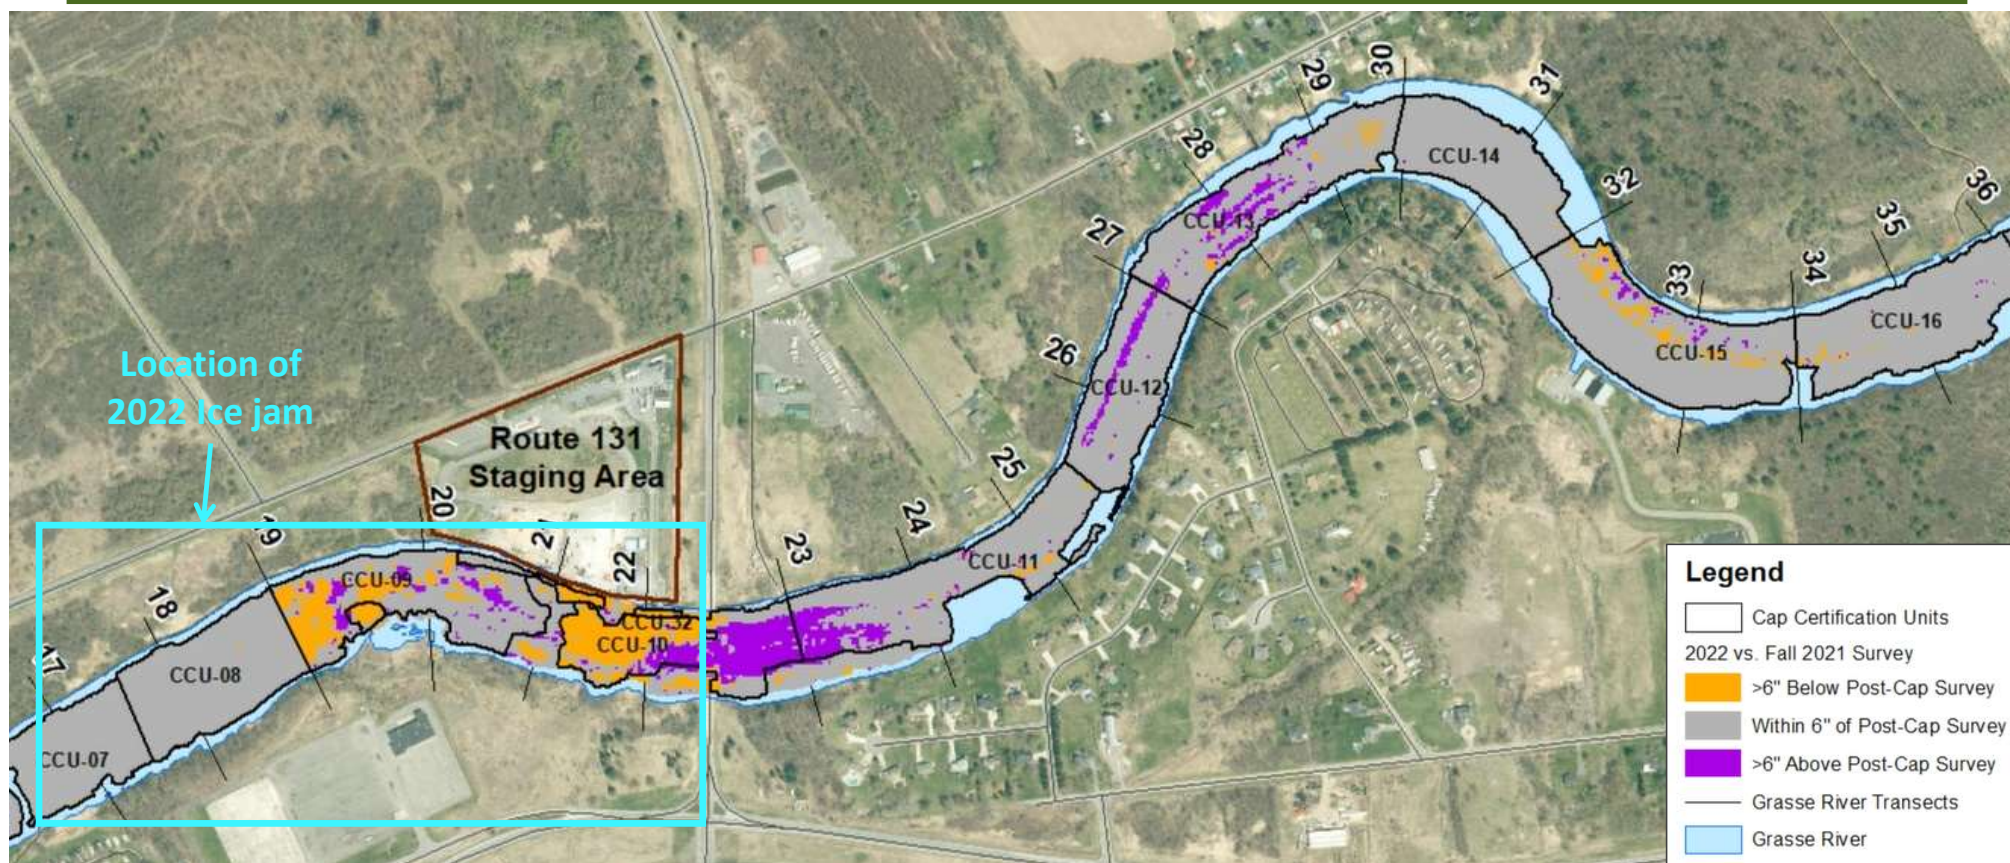 30
29
31
28
CCU-14
32
36
CCU-13
35
27
34
33
CCU-16
26
CCU-15
Location of
2022 Ice jam
CCU-12
Route 131
Staging Area
25
20
24
19
21
23
22
CCU-11
CCU-09
18
CCU-32
CCU-10
17
CCU-08
CCU-07
Legend
Cap Certification Units
2022 vs. Fall 2021 Survey
>6" Below Post-Cap Survey
Within 6" of Post-Cap Survey
>6" Above Post-Cap Survey
Grasse River Transects
Grasse River